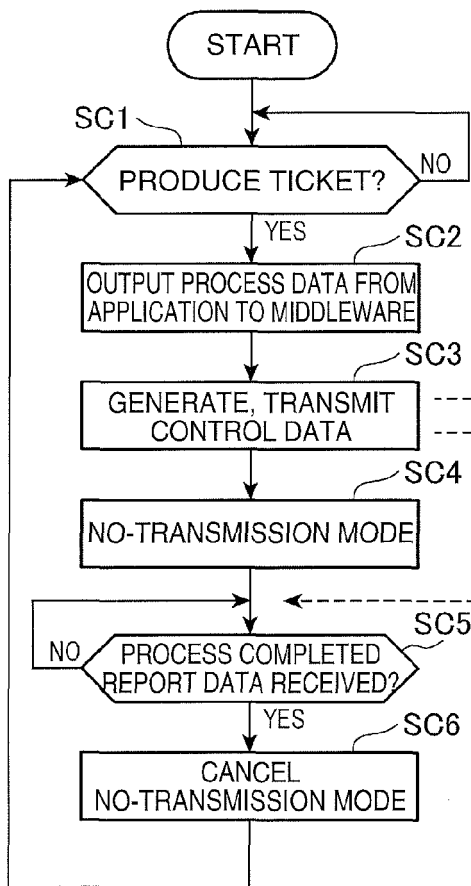 START
SC1
PRODUCE TICKET?
NO
YES
SC2
OUTPUT PROCESS DATA FROM
APPLICATION TO MIDDLEWARE
SC3
GENERATE, TRANSMIT
CONTROL DATA
SC4
NO-TRANSMISSION MODE
SC5
NO
PROCESS COMPLETED
REPORT DATA RECEIVED?
YES
SC6
CANCEL
NO-TRANSMISSION MODE